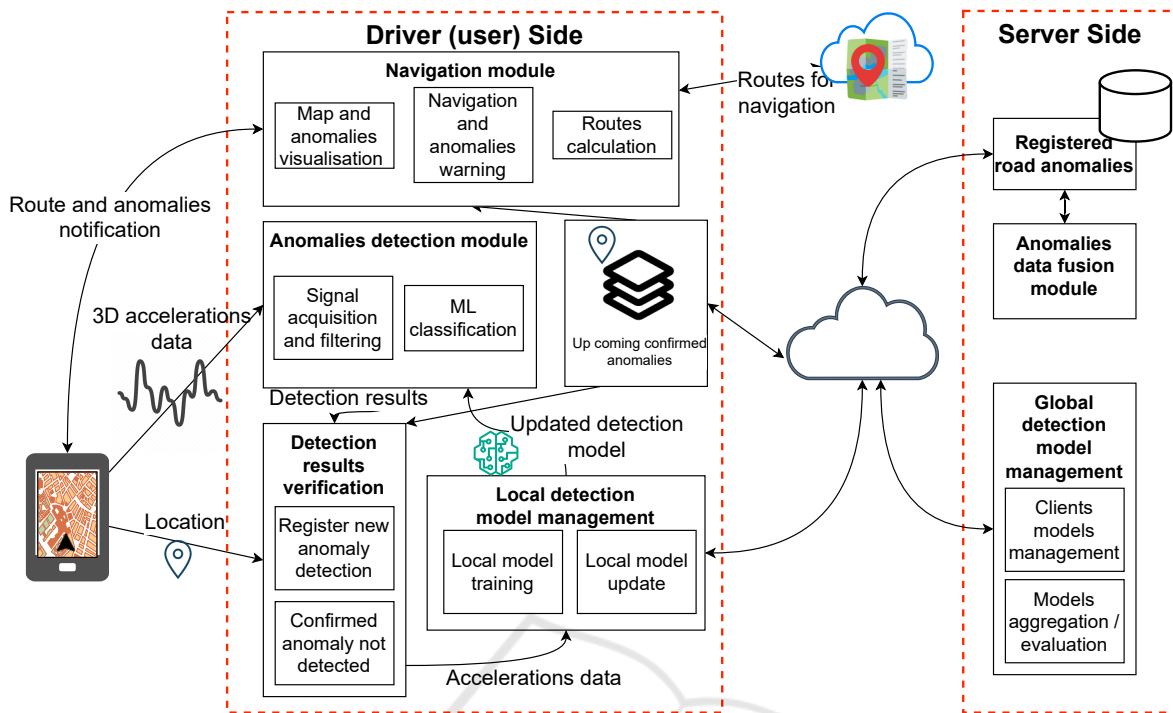 Driver (user) Side
Server Side
Navigation module
Map and
anomalies
visualisation
Navigation
and
anomalies
warning
Routes
calculation
Routes for
navigation
Registered
road anomalies
Route and anomalies
notification
Anomalies detection module
Signal
acquisition
and filtering
ML
classification
Up coming confirmed
anomalies
Anomalies
data fusion
module
3D accelerations
data
Detection results
Updated detection
model
Detection
results
verification
Register new
anomaly
detection
Confirmed
anomaly not
detected
Location
Local detection
model management
Local model
training
Local model
update
Accelerations data
Global
detection
model
management
Clients
models
management
Models
aggregation /
evaluation